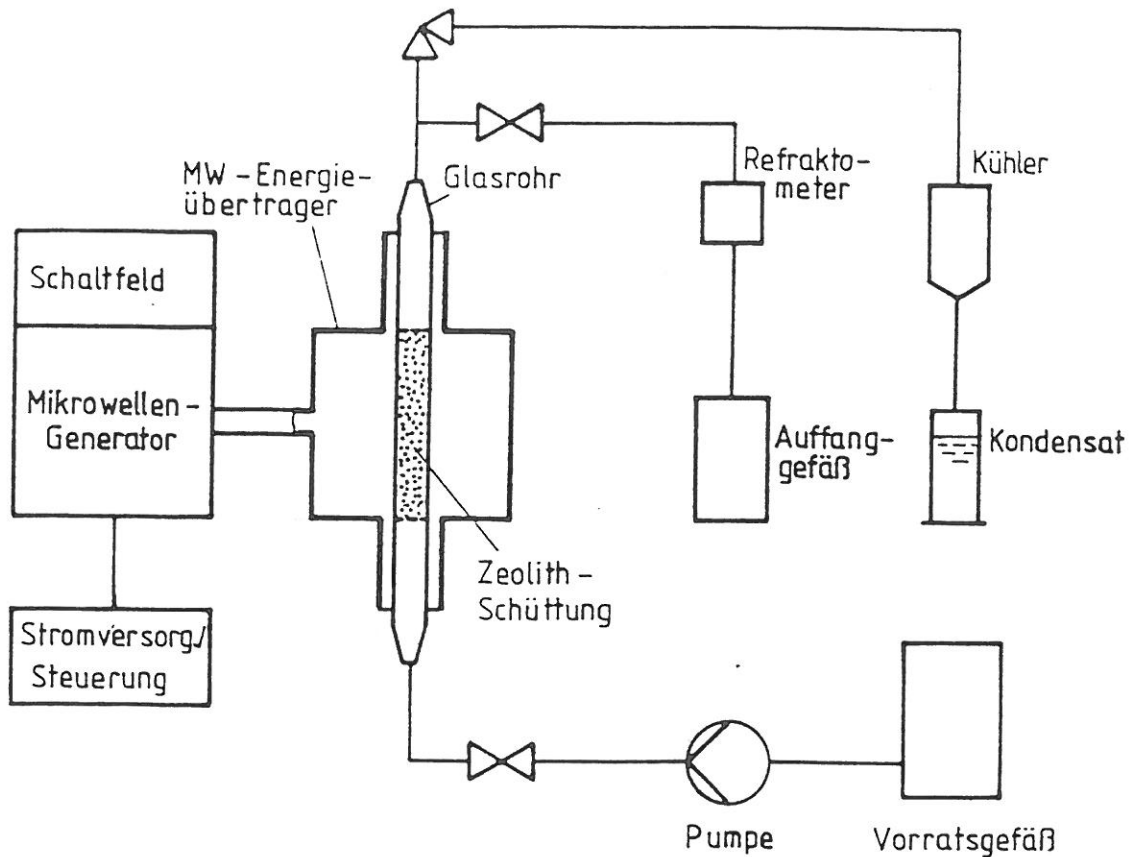 MW-Energie-
übertrager
Glasrohr
Refrakto-
meter
Kühler
Schaltfeld
Mikrowellen-
Generator
Auffang-
gefäß
Kondensat
Zeolith-
Schüttung
Stromversorg./
Steuerung
Pumpe
Vorratsgefäß